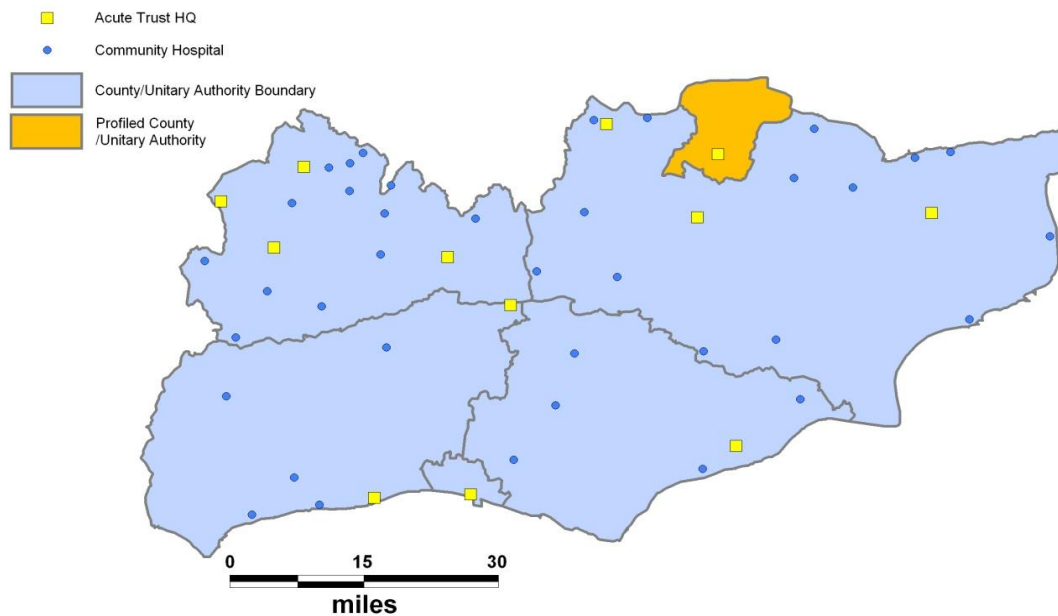 Acute Trust HQ
Community Hospital
County/Unitary Authority Boundary
Profiled County
/Unitary Authority
0 15 30
miles